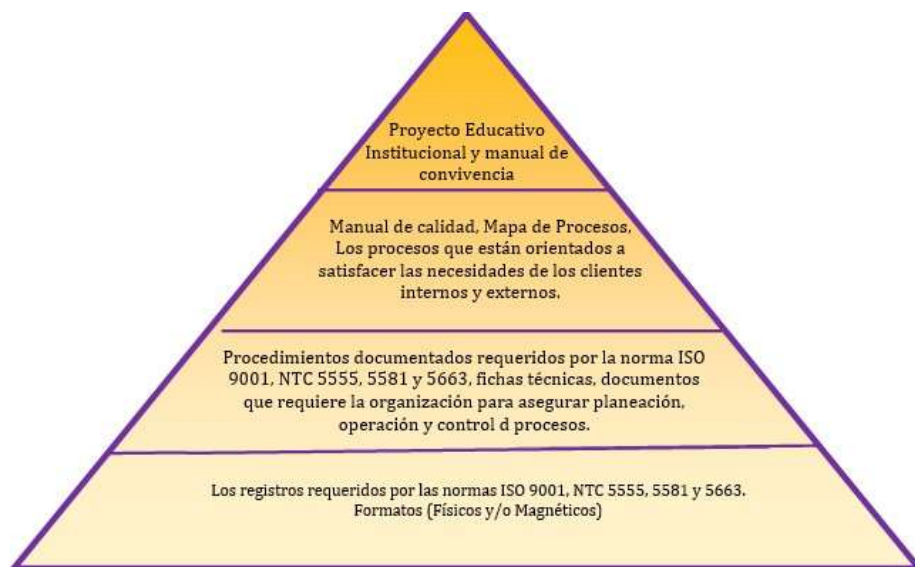 Proyecto Educativo
Institucional y manual de
convivencia
Manual de calidad, Mapa de Procesos,
Los procesos que están orientados a
satisfacer las necesidades de los clientes
internos y externos.
Procedimientos documentados requeridos por la norma ISO
9001, NTC 5555, 5581 y 5663, fichas técnicas, documentos
que requiere la organización para asegurar planeación,
operación y control d procesos.
Los registros requeridos por las normas ISO 9001, NTC 5555, 5581 y 5663.
Formatos (Físicos y/o Magnéticos)